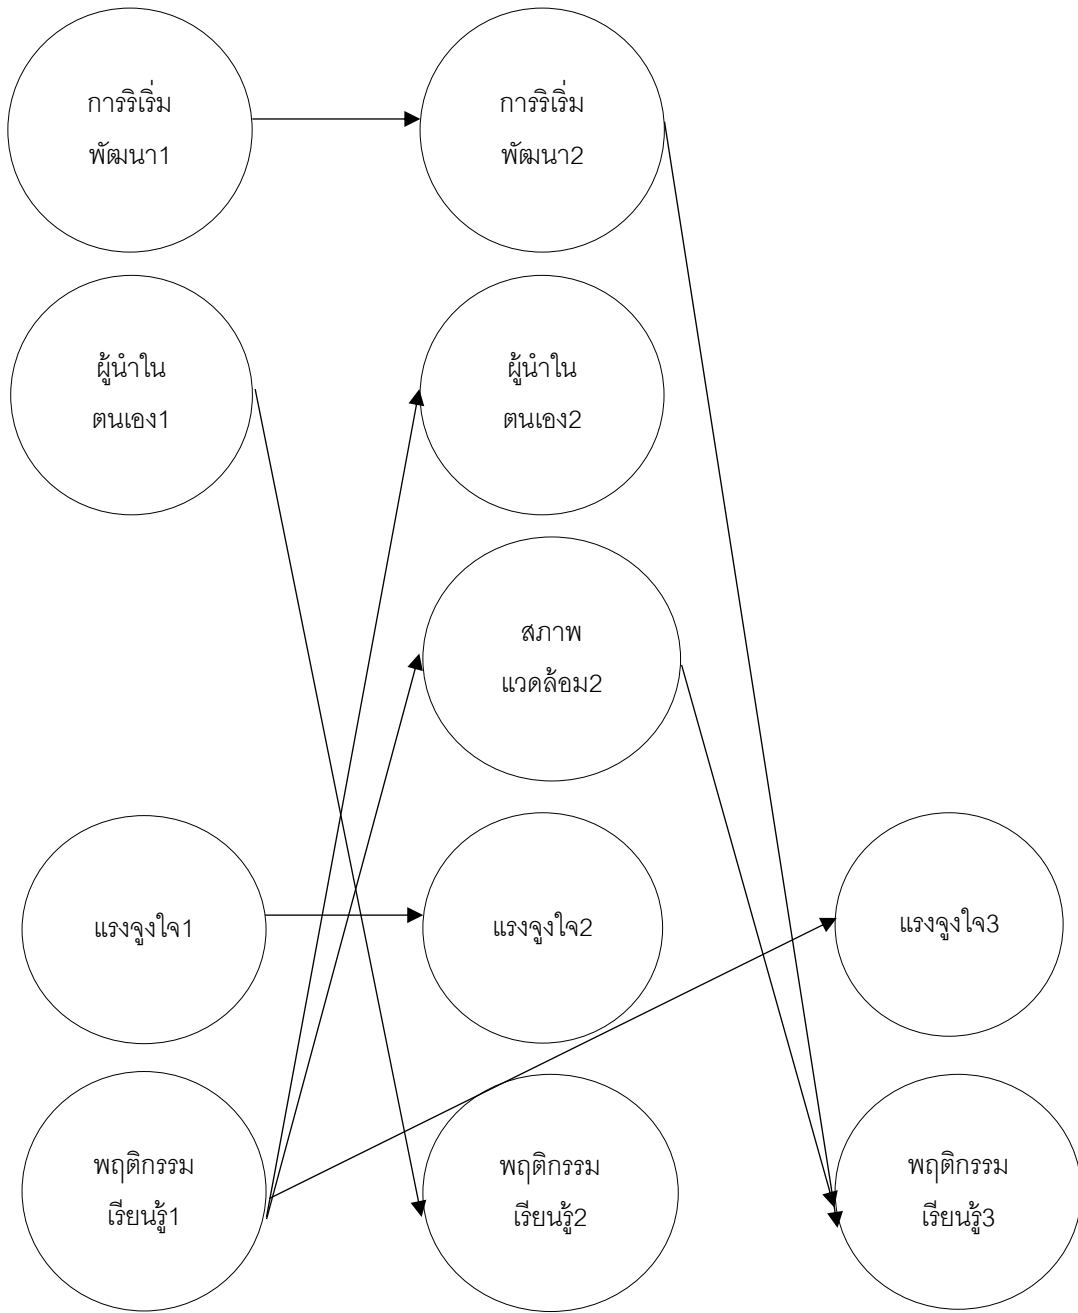 การริเริ่ม
พัฒนา1
การริเริ่ม
พัฒนา2
ผู้นำใน
ตนเอง1
ผู้นำใน
ตนเอง2
สภาพ
แวดล้อม2
แรงจูงใจ1
แรงจูงใจ2
แรงจูงใจ3
พฤติกรรม
เรียนรู้1
พฤติกรรม
เรียนรู้2
พฤติกรรม
เรียนรู้3